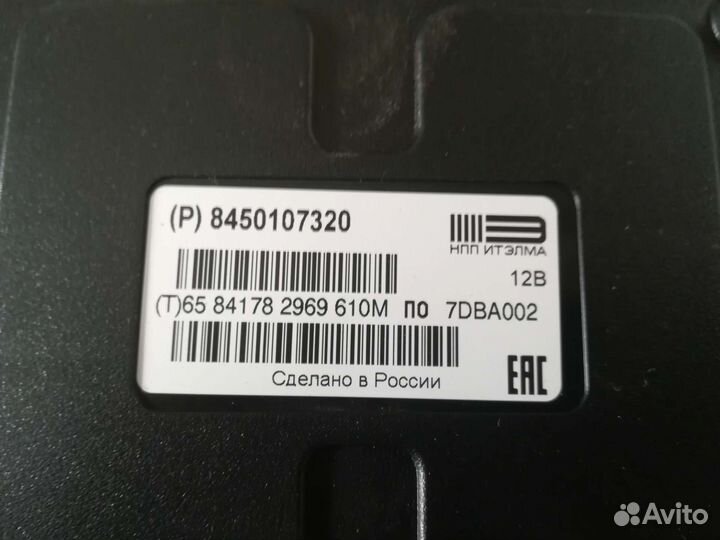 (P) 8450107320
НПП ИТЭЛМА
12В
(T)65 84178 2969 610M ПО 7DBA002
Сделано в России
EAC
Avito